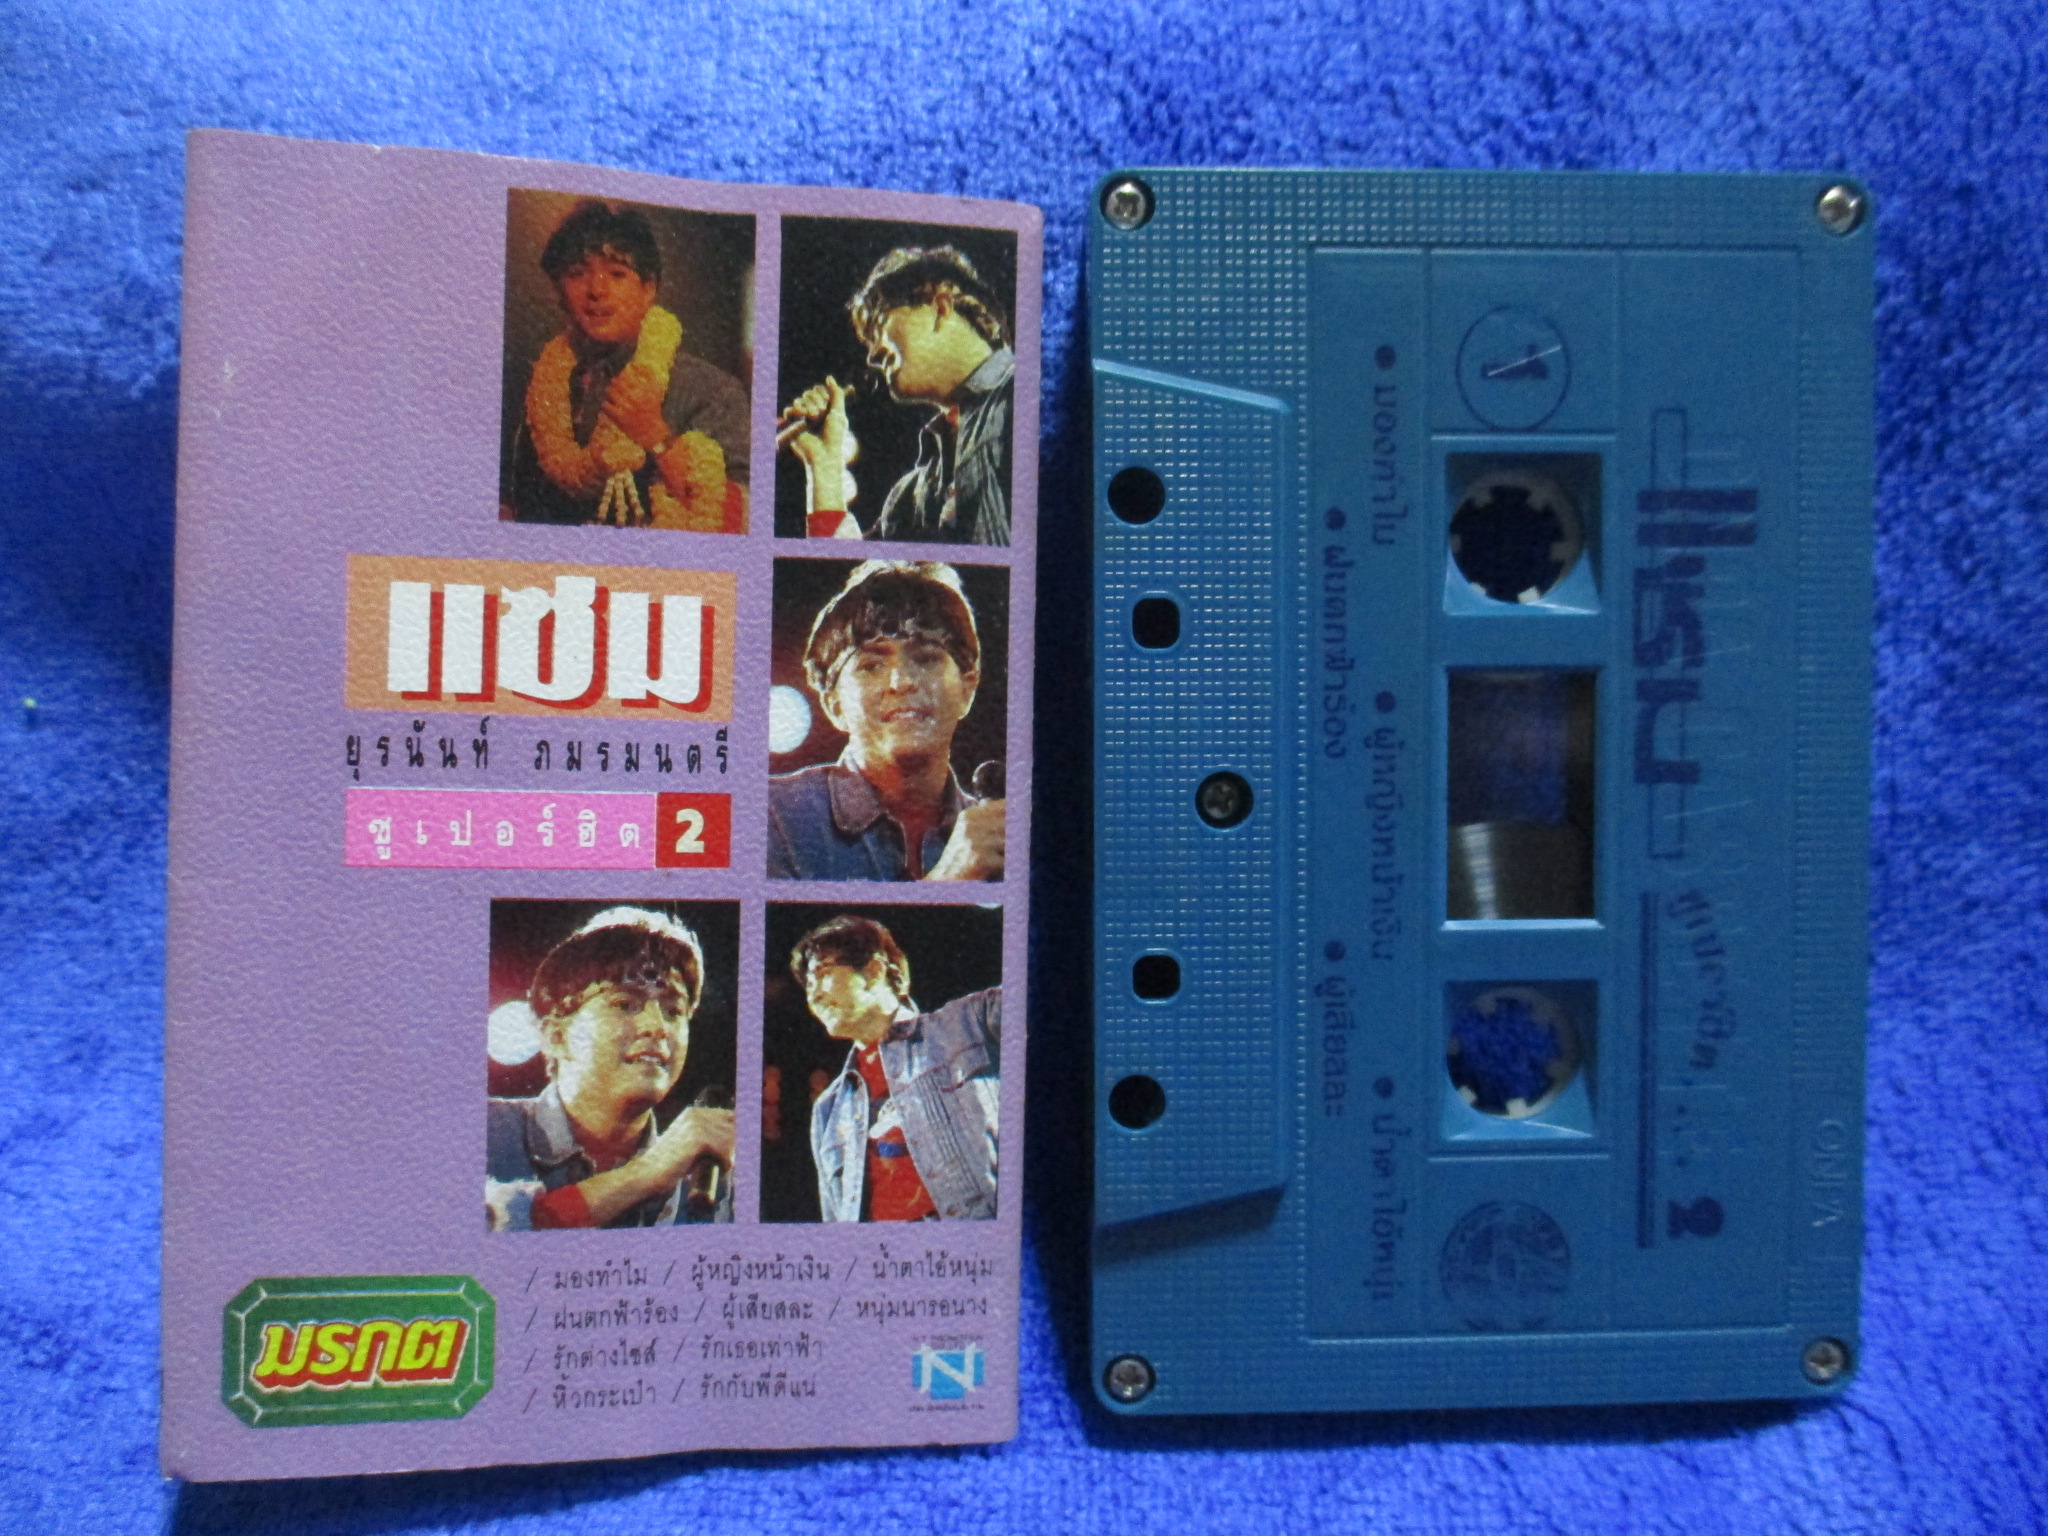 แซม
ยุรนันท์ ภมรมนตรี
ซูเปอร์ฮิต 2
/ มองทำไม / ผู้หญิงหน้าเงิน / น้ำตาไอ้หนุ่ม
/ ฝนตกฟ้าร้อง / ผู้เสียสละ / หนุ่มนารอนาง
/ รักต่างไซส์ / รักเธอเท่าฟ้า
/ หิ้วกระเป๋า / รักกับพี่ดีแน่
มรกต
N
แซม
ซูเปอร์ฮิต... 2
1
● มองทำไม ● ผู้หญิงหน้าเงิน ● น้ำตาไอ้หนุ่ม
● ฝนตกฟ้าร้อง ● ผู้เสียสละ
ONPA